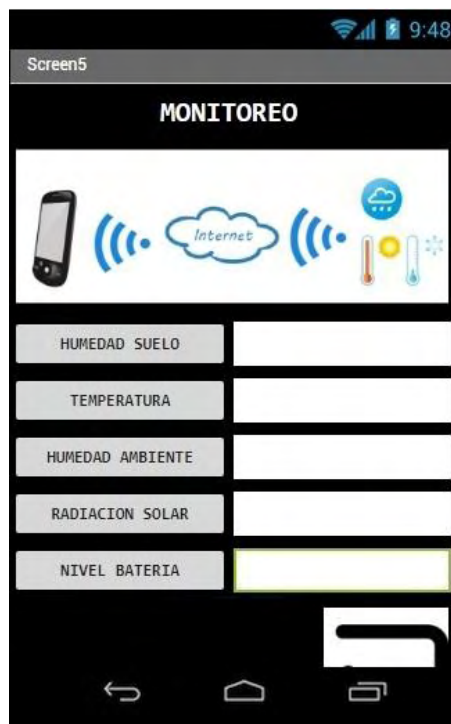 9:48
Screen5
MONITOREO
Internet
HUMEDAD SUELO
TEMPERATURA
HUMEDAD AMBIENTE
RADIACION SOLAR
NIVEL BATERIA